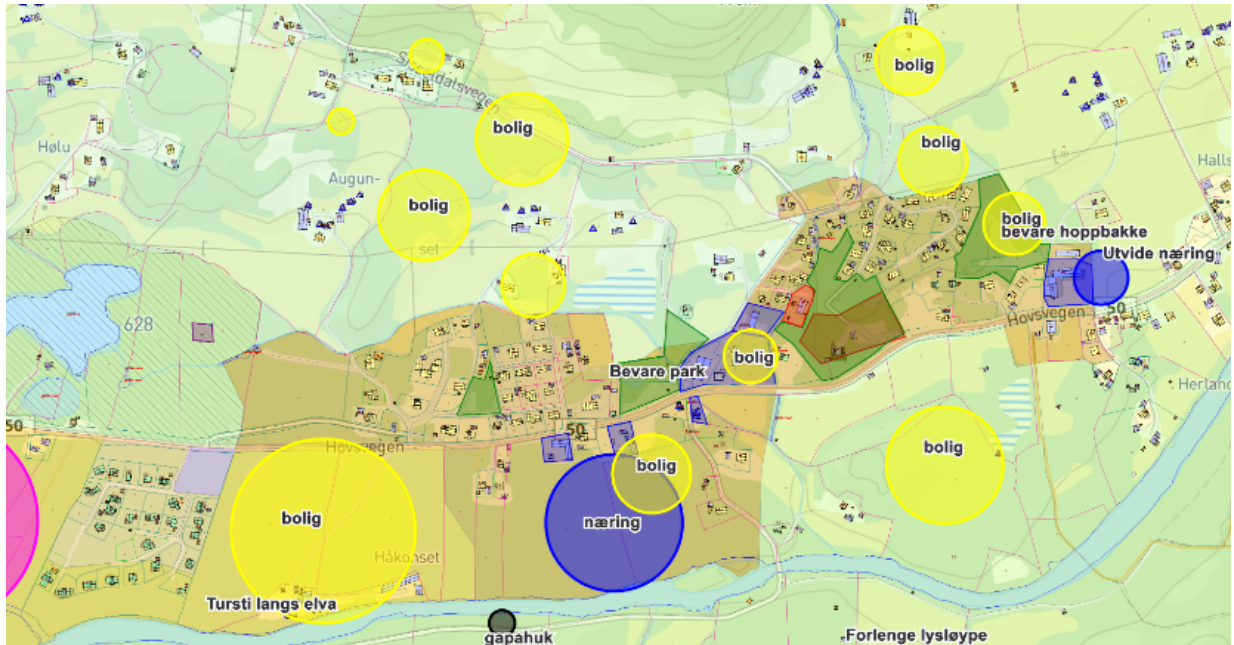 bolig
bolig
Hølu
bolig
Halls
Augun-
bolig
bolig
bevare hoppbakke
set
Utvide næring
50
Hovsvegen
628
bolig
Bevare park
Herland
50
50
Hovsvegen
bolig
bolig
bolig
næring
Håkonset
Tursti langs elva
gapahuk
Forlenge lysløype